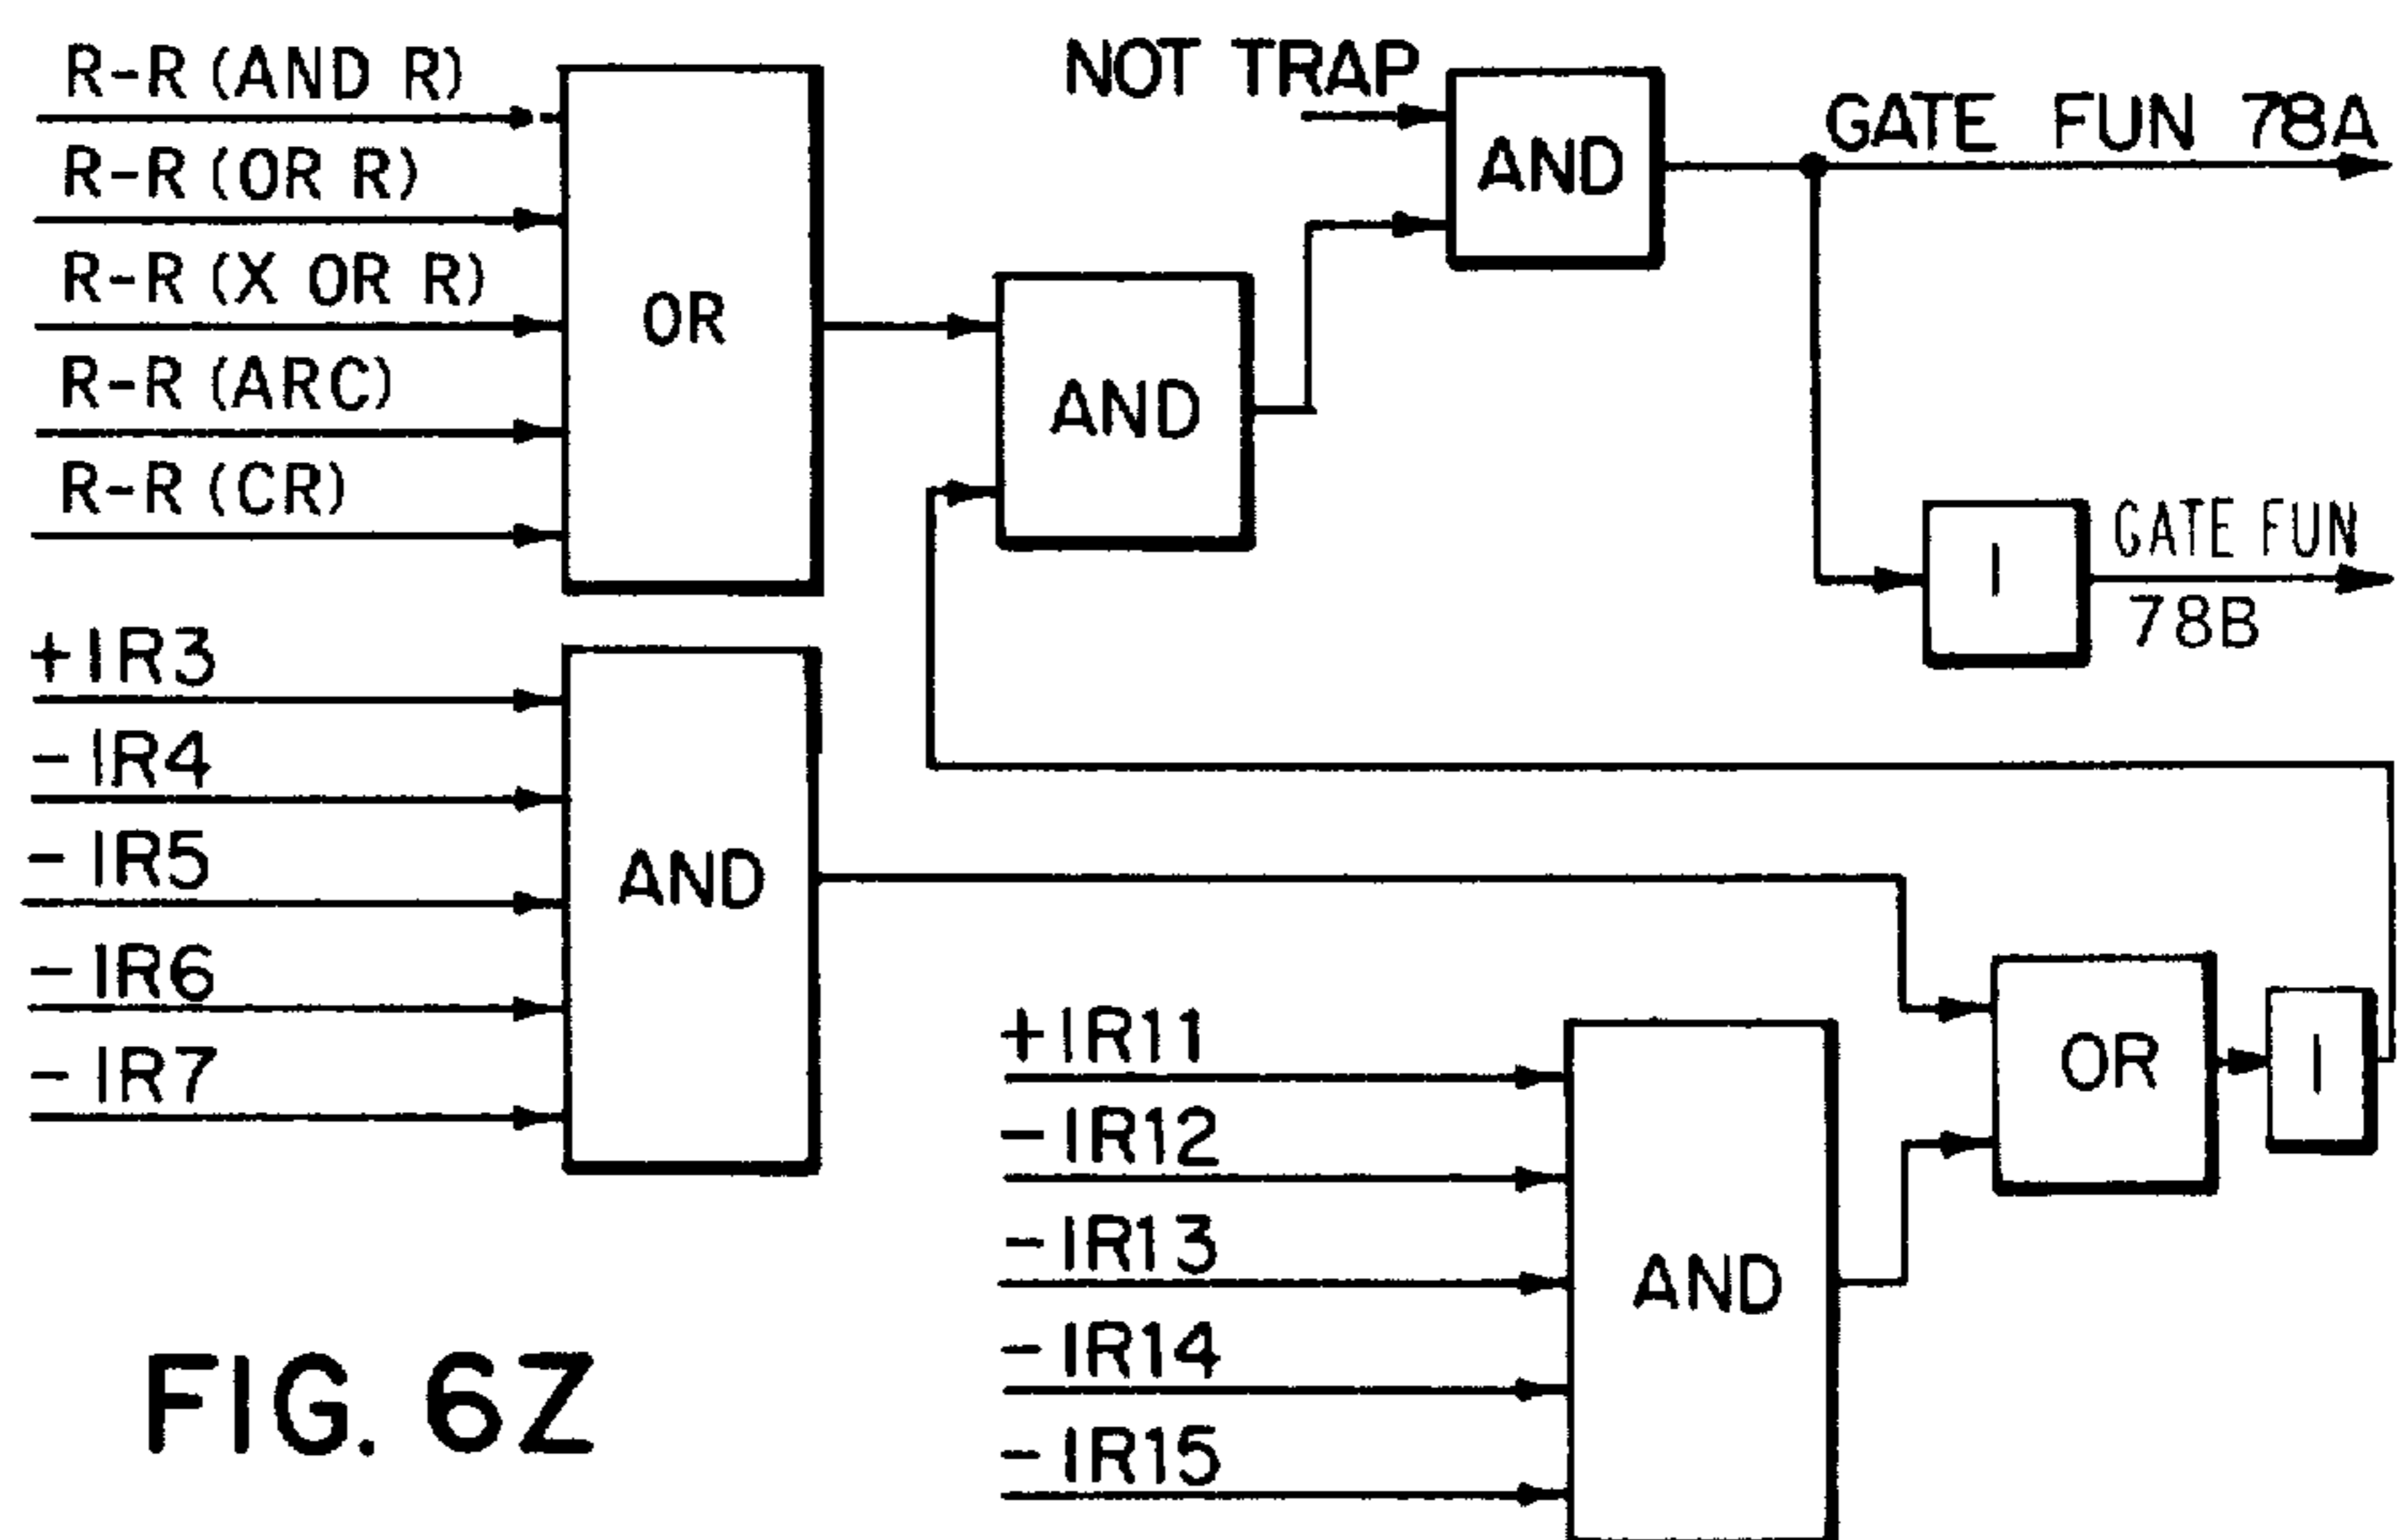 R-R (AND R)
R-R (OR R)
R-R (X OR R)
R-R (ARC)
R-R (CR)
OR
NOT TRAP
AND
GATE FUN 78A
AND
I
GATE FUN
78B
+IR3
-IR4
-IR5
-IR6
-IR7
AND
+IR11
-IR12
-IR13
-IR14
-IR15
AND
OR
I
FIG. 6Z